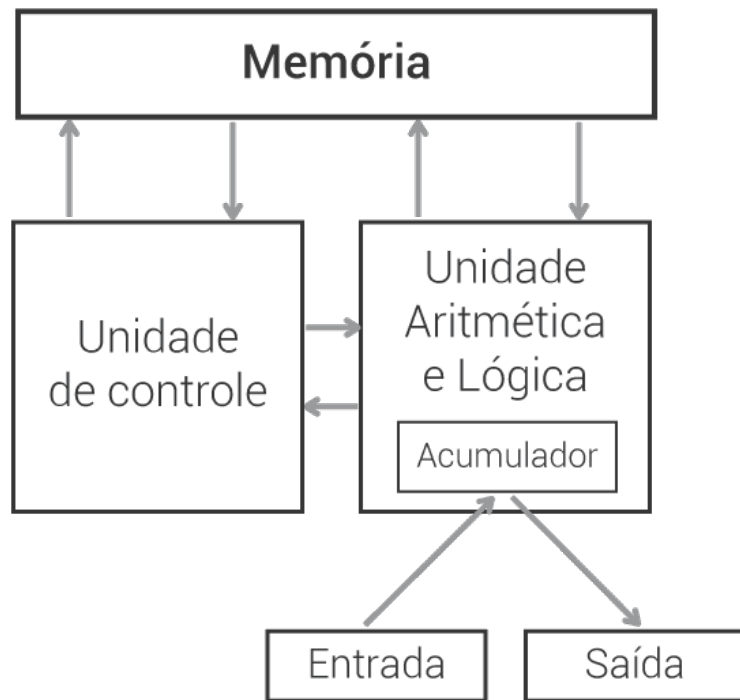 Memória
Unidade
de controle
Unidade
Aritmética
e Lógica
Acumulador
Entrada
Saída